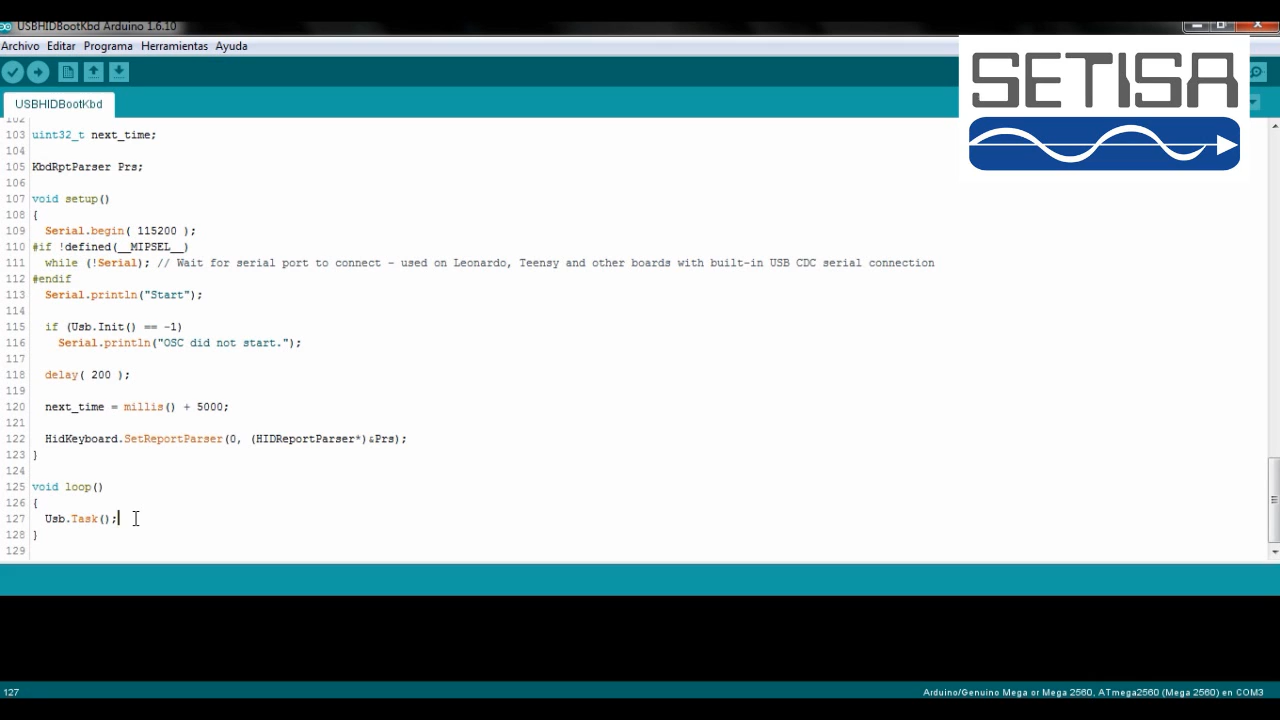 USBHIDBootKbd Arduino 1.6.10
Archivo Editar Programa Herramientas Ayuda
SETISA
USBHIDBootKbd
102
103 uint32_t next_time;
104
105 KbdRptParser Prs;
106
107 void setup()
108 {
109 Serial.begin( 115200 );
110 #if !defined(__MIPSEL__)
111 while (!Serial); // Wait for serial port to connect - used on Leonardo, Teensy and other boards with built-in USB CDC serial connection
112 #endif
113 Serial.println("Start");
114
115 if (Usb.Init() == -1)
116 Serial.println("OSC did not start.");
117
118 delay( 200 );
119
120 next_time = millis() + 5000;
121
122 HidKeyboard.SetReportParser(0, (HIDReportParser*)&Prs);
123 }
124
125 void loop()
126 {
127 Usb.Task();
128 }
129
127
Arduino/Genuino Mega or Mega 2560, ATmega2560 (Mega 2560) en COM3